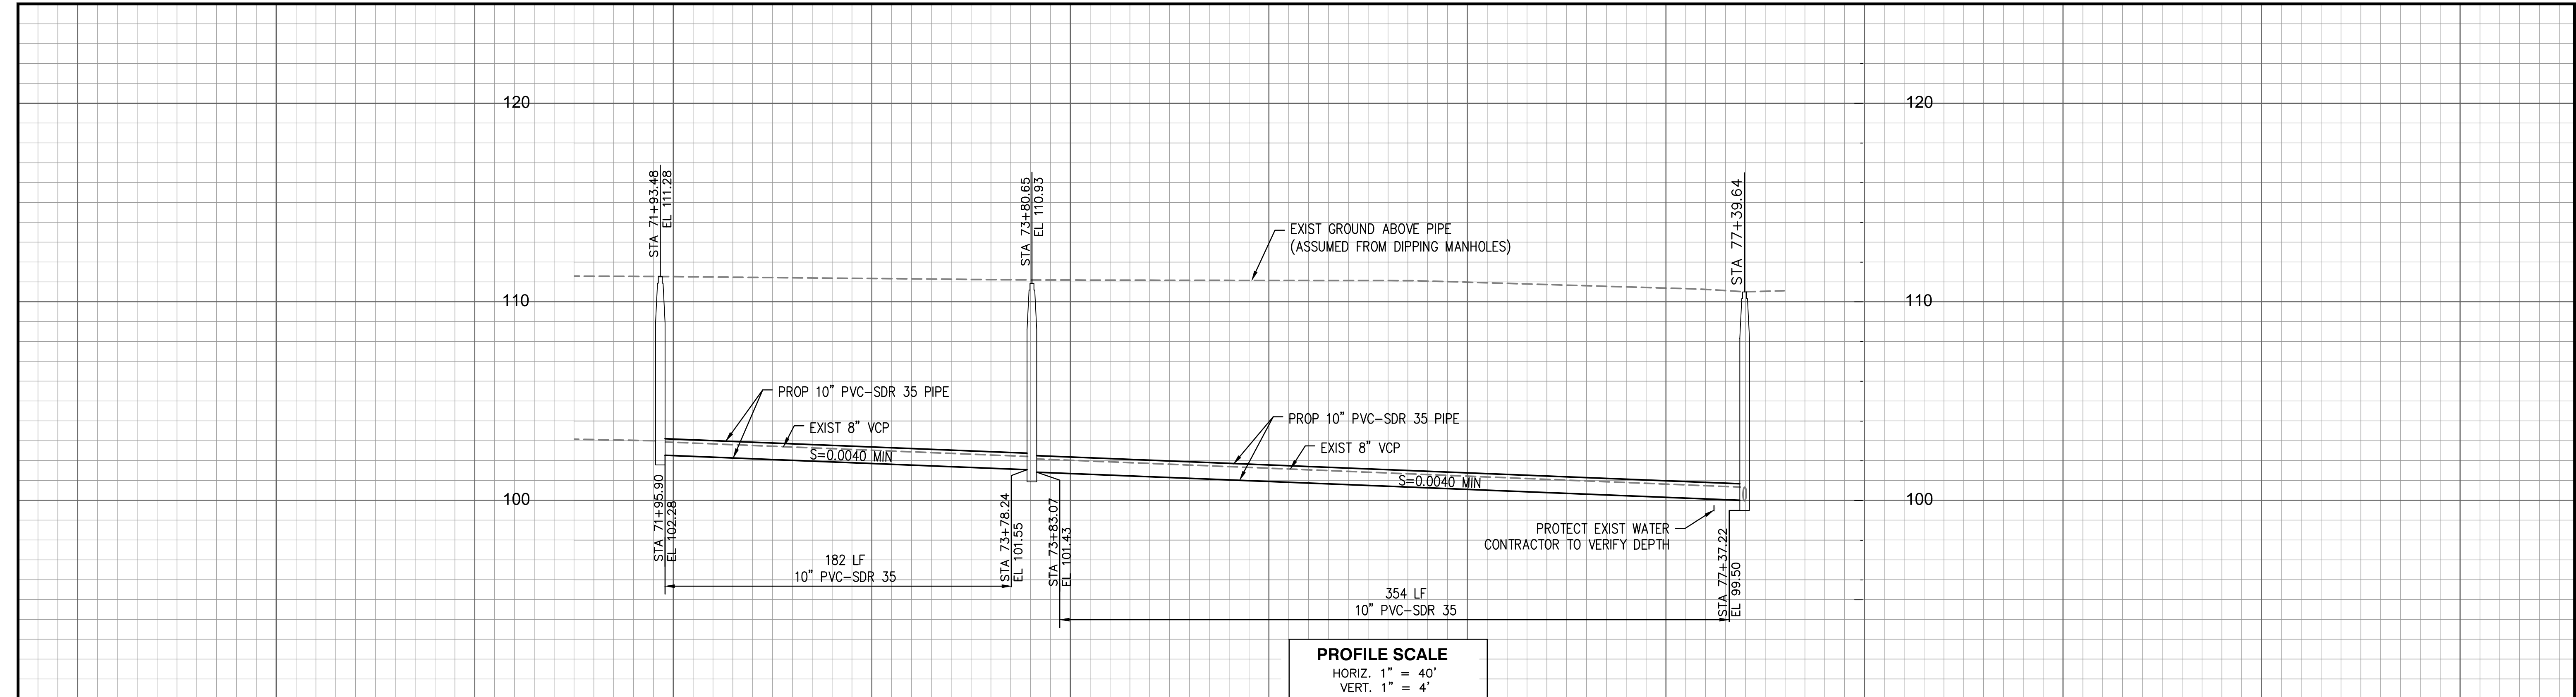 120
120
STA 71+93.48
EL 111.28
STA 73+80.65
EL 110.93
STA 77+39.64
EXIST GROUND ABOVE PIPE
(ASSUMED FROM DIPPING MANHOLES)
110
110
PROP 10" PVC-SDR 35 PIPE
EXIST 8" VCP
S=0.0040 MIN
PROP 10" PVC-SDR 35 PIPE
EXIST 8" VCP
S=0.0040 MIN
100
100
STA 71+95.90
EL 102.28
STA 73+78.24
EL 101.55
STA 73+83.07
EL 101.43
PROTECT EXIST WATER
CONTRACTOR TO VERIFY DEPTH
STA 77+37.22
EL 99.50
182 LF
10" PVC-SDR 35
354 LF
10" PVC-SDR 35
PROFILE SCALE
HORIZ. 1" = 40'
VERT. 1" = 4'